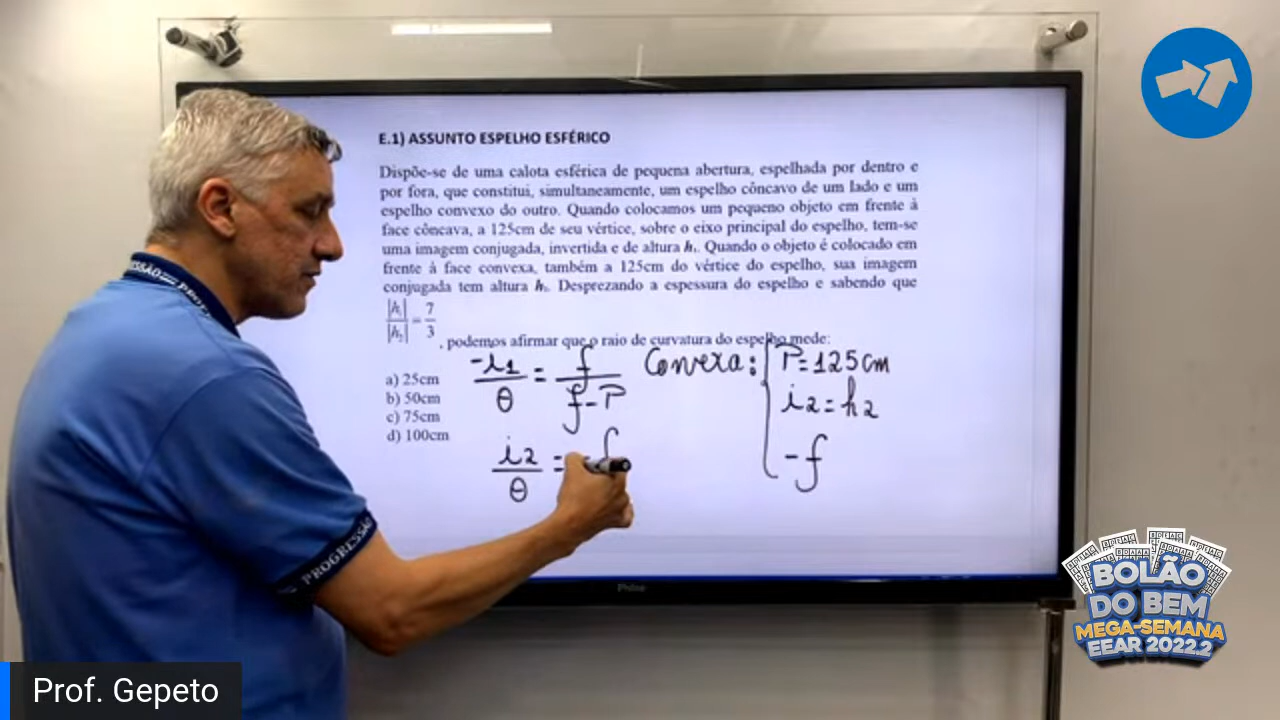 E.1) ASSUNTO ESPELHO ESFÉRICO
Dispõe-se de uma calota esférica de pequena abertura, espelhada por dentro e
por fora, que constitui, simultaneamente, um espelho côncavo de um lado e um
espelho convexo do outro. Quando colocamos um pequeno objeto em frente à
face côncava, a 125cm de seu vértice, sobre o eixo principal do espelho, tem-se
uma imagem conjugada, invertida e de altura h₁. Quando o objeto é colocado em
frente à face convexa, também a 125cm do vértice do espelho, sua imagem
conjugada tem altura h₂. Desprezando a espessura do espelho e sabendo que
|h₁|/|h₂| = 7/3, podemos afirmar que o raio de curvatura do espelho mede:
a) 25cm
b) 50cm
c) 75cm
d) 100cm
-i1/θ = f/f-P
i2/θ = -f
Convexa: P=125cm
i2=h2
-f
PROGRESSÃO
Philco
BOLÃO
DO BEM
MEGA-SEMANA
EEAR 2022.2
Prof. Gepeto